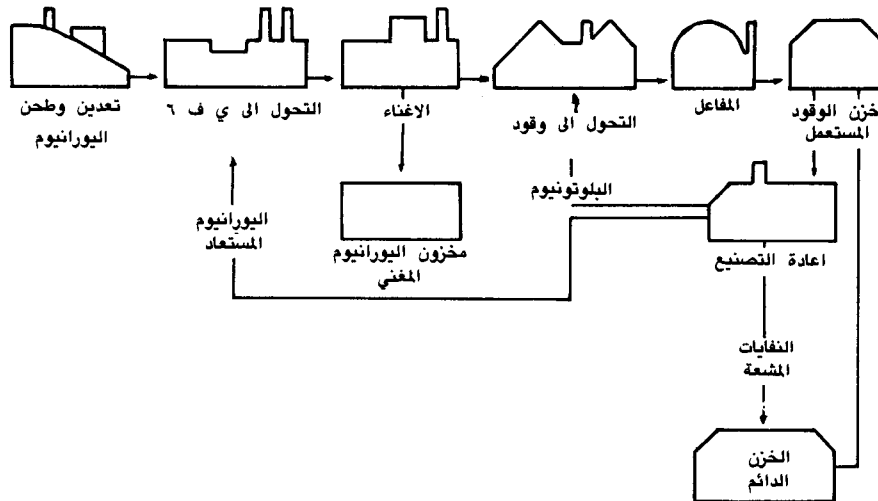 تعدين وطحن
اليورانيوم
التحول الى ي ف ٦
الاغناء
التحول الى وقود
المفاعل
خزن الوقود
المستعمل
البلوتونيوم
اليورانيوم
المستعاد
مخزون اليورانيوم
المغني
اعادة التصنيع
النفايات
المشعة
الخزن
الدائم